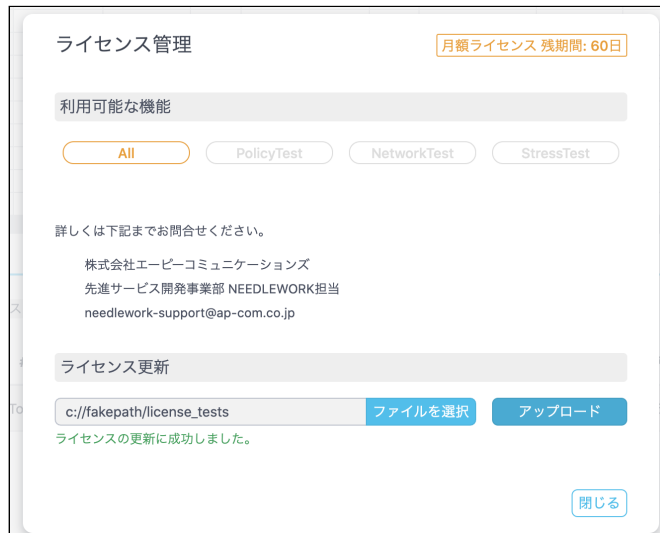 ライセンス管理
月額ライセンス 残期間: 60日
利用可能な機能
All PolicyTest NetworkTest StressTest
詳しくは下記までお問合せください。
株式会社エーピーコミュニケーションズ
先進サービス開発事業部 NEEDLEWORK担当
needlework-support@ap-com.co.jp
ライセンス更新
c://fakepath/license_tests ファイルを選択 アップロード
ライセンスの更新に成功しました。
閉じる